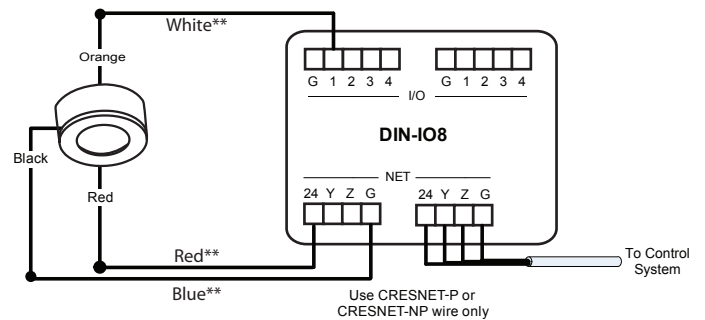 White**
Orange
G 1 2 3 4
G 1 2 3 4
I/O
DIN-IO8
Black
Red
NET
24 Y Z G
24 Y Z G
Red**
Blue**
To Control
System
Use CRESNET-P or
CRESNET-NP wire only